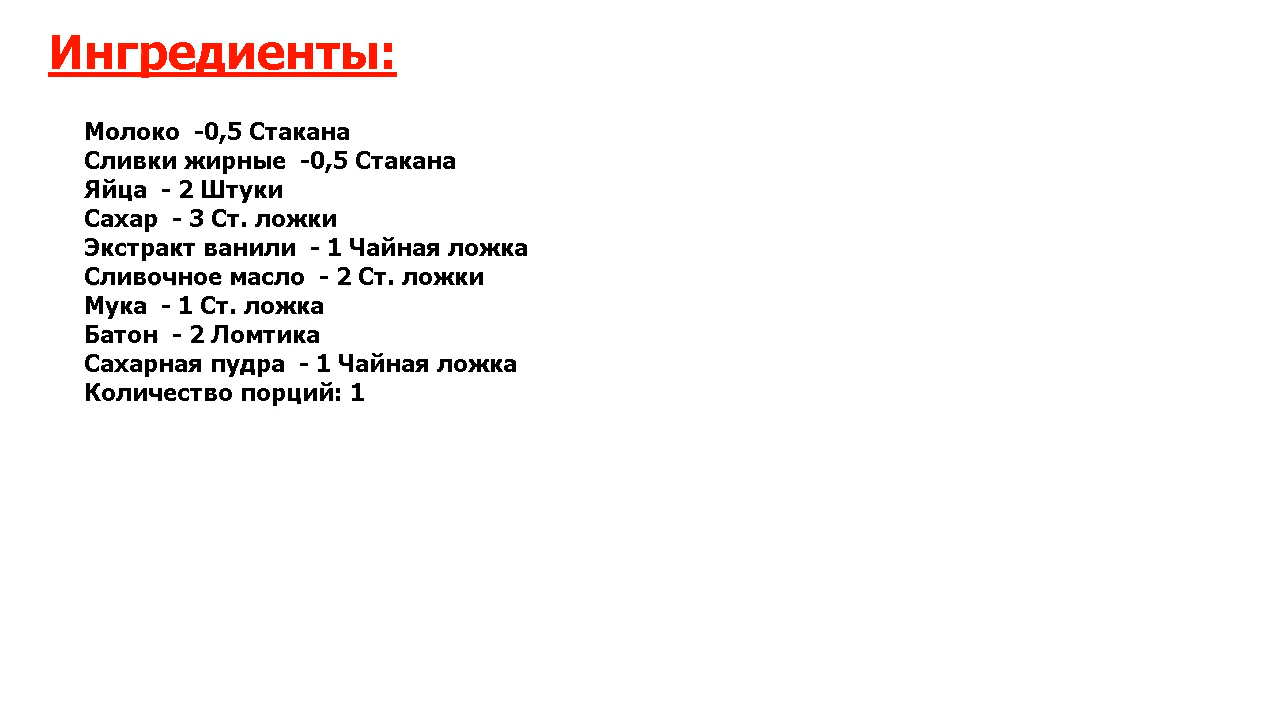 Ингредиенты:
Молоко  -0,5 Стакана
Сливки жирные  -0,5 Стакана
Яйца  - 2 Штуки
Сахар  - 3 Ст. ложки
Экстракт ванили  - 1 Чайная ложка
Сливочное масло  - 2 Ст. ложки
Мука  - 1 Ст. ложка
Батон  - 2 Ломтика
Сахарная пудра  - 1 Чайная ложка
Количество порций: 1